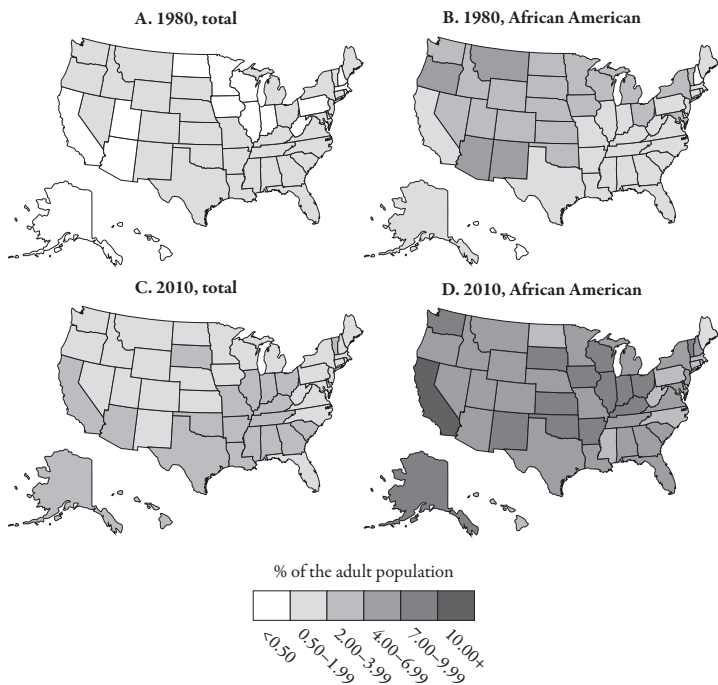 A. 1980, total
B. 1980, African American
C. 2010, total
D. 2010, African American
% of the adult population
<0.50
0.50–1.99
2.00–3.99
4.00–6.99
7.00–9.99
10.00+